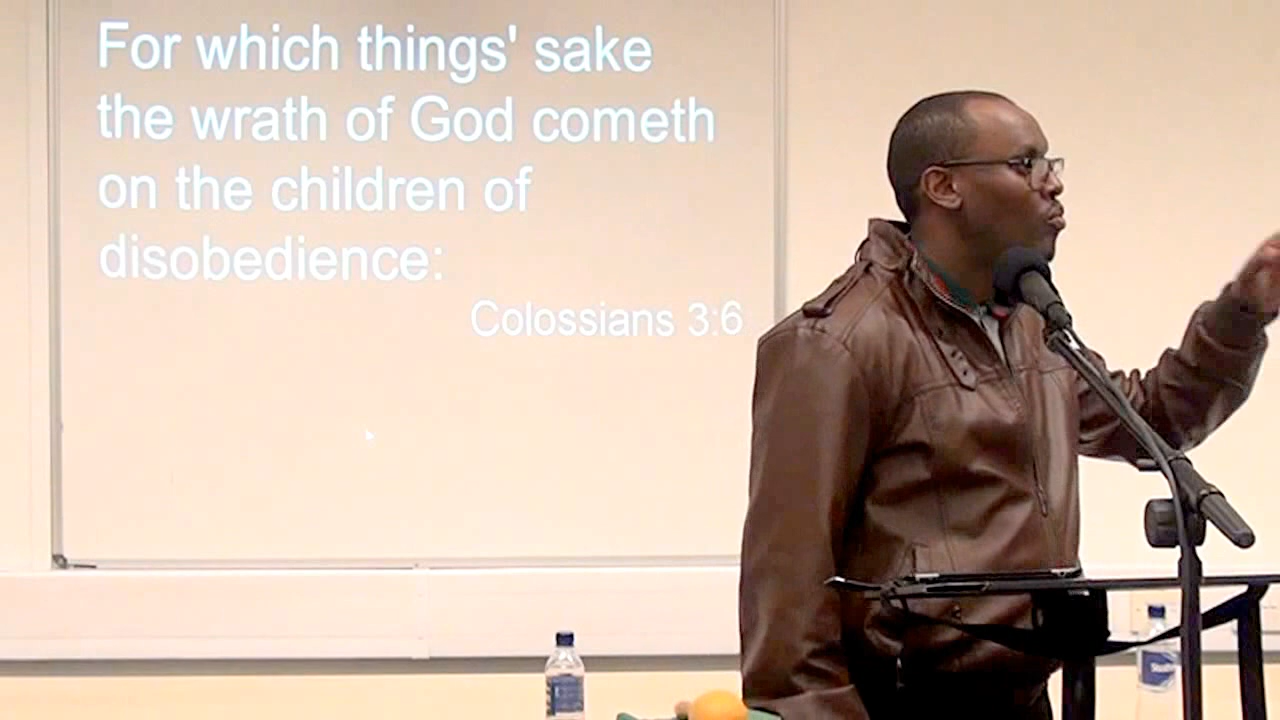 For which things' sake
the wrath of God cometh
on the children of
disobedience:
Colossians 3:6